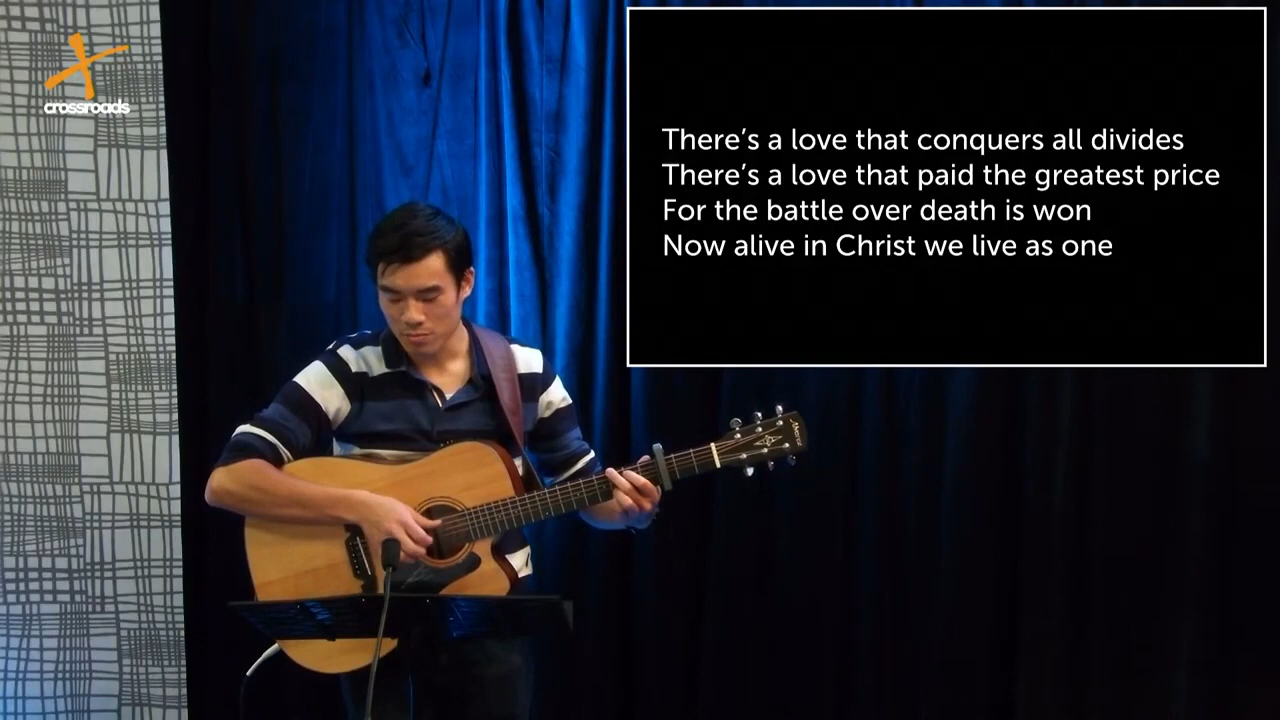 crossroads
There's a love that conquers all divides
There's a love that paid the greatest price
For the battle over death is won
Now alive in Christ we live as one
Alvarez